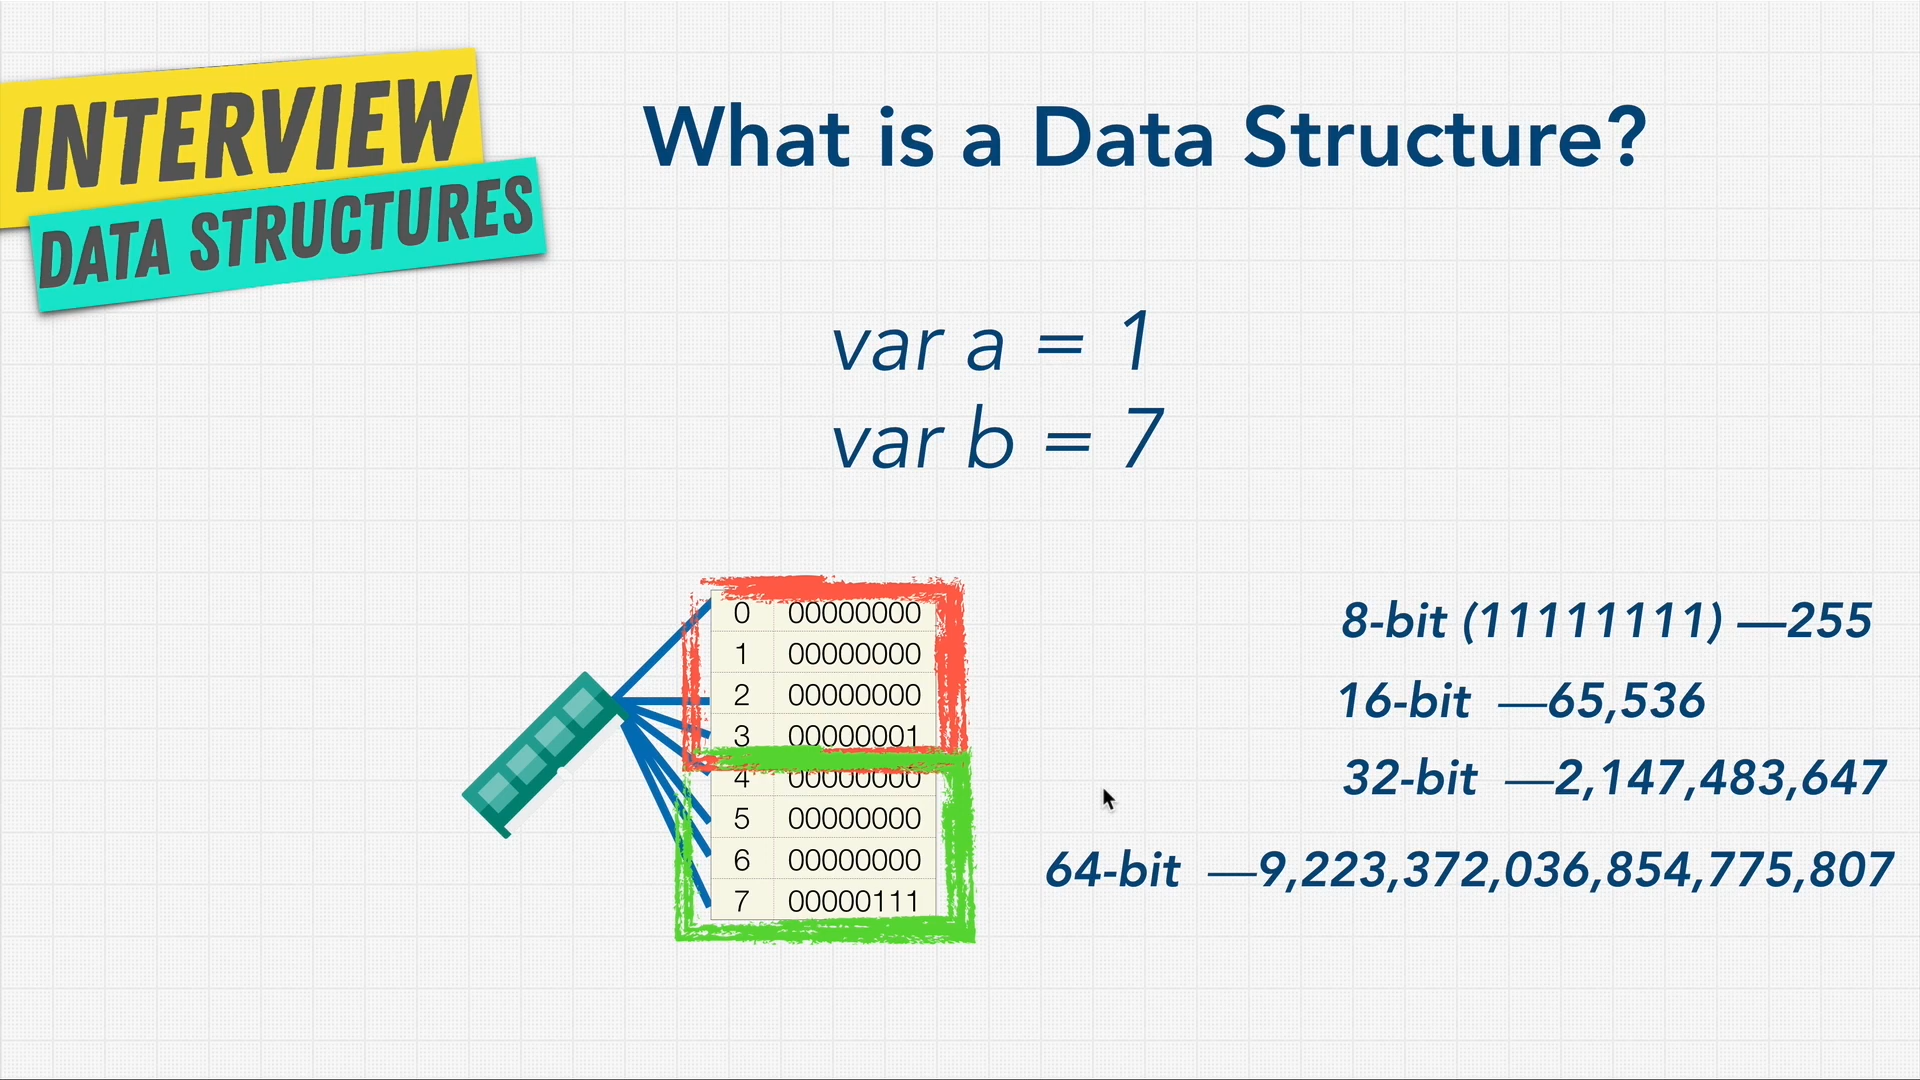 INTERVIEW
DATA STRUCTURES
What is a Data Structure?
var a = 1
var b = 7
0 00000000
1 00000000
2 00000000
3 00000001
4 00000000
5 00000000
6 00000000
7 00000111
8-bit (11111111) —255
16-bit —65,536
32-bit —2,147,483,647
64-bit —9,223,372,036,854,775,807